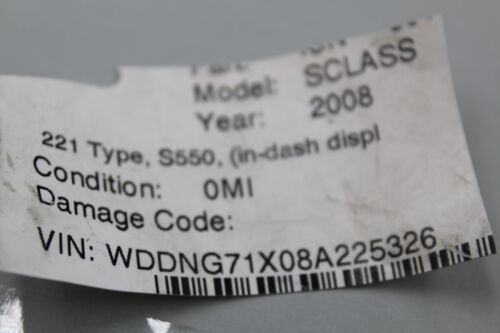 Model: SCLASS
Year: 2008
221 Type, S550, (in-dash displ
Condition: 0MI
Damage Code:
VIN: WDDNG71X08A225326